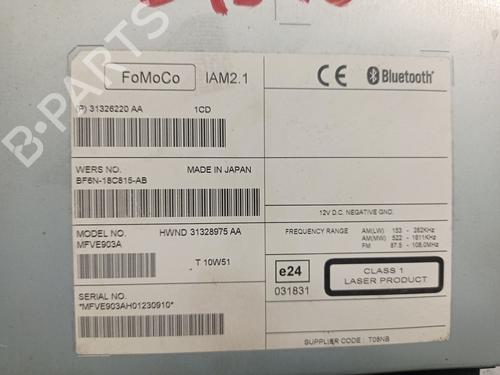 FoMoCo IAM2.1
(P) 31326220 AA 1CD
WERS NO. MADE IN JAPAN
BF6N-18C815-AB
MODEL NO. HWND 31328975 AA
MFVE903A
T 10W51
SERIAL NO.
*MFVE903AH01230910*
CE Bluetooth
12V D.C. NEGATIVE GND.
FREQUENCY RANGE AM(LW) 153 - 282KHz
AM(MW) 522 - 1611KHz
FM 87.5 - 108.0MHz
e24
031831
CLASS 1
LASER PRODUCT
SUPPLIER CODE : T08NB
B-PARTS